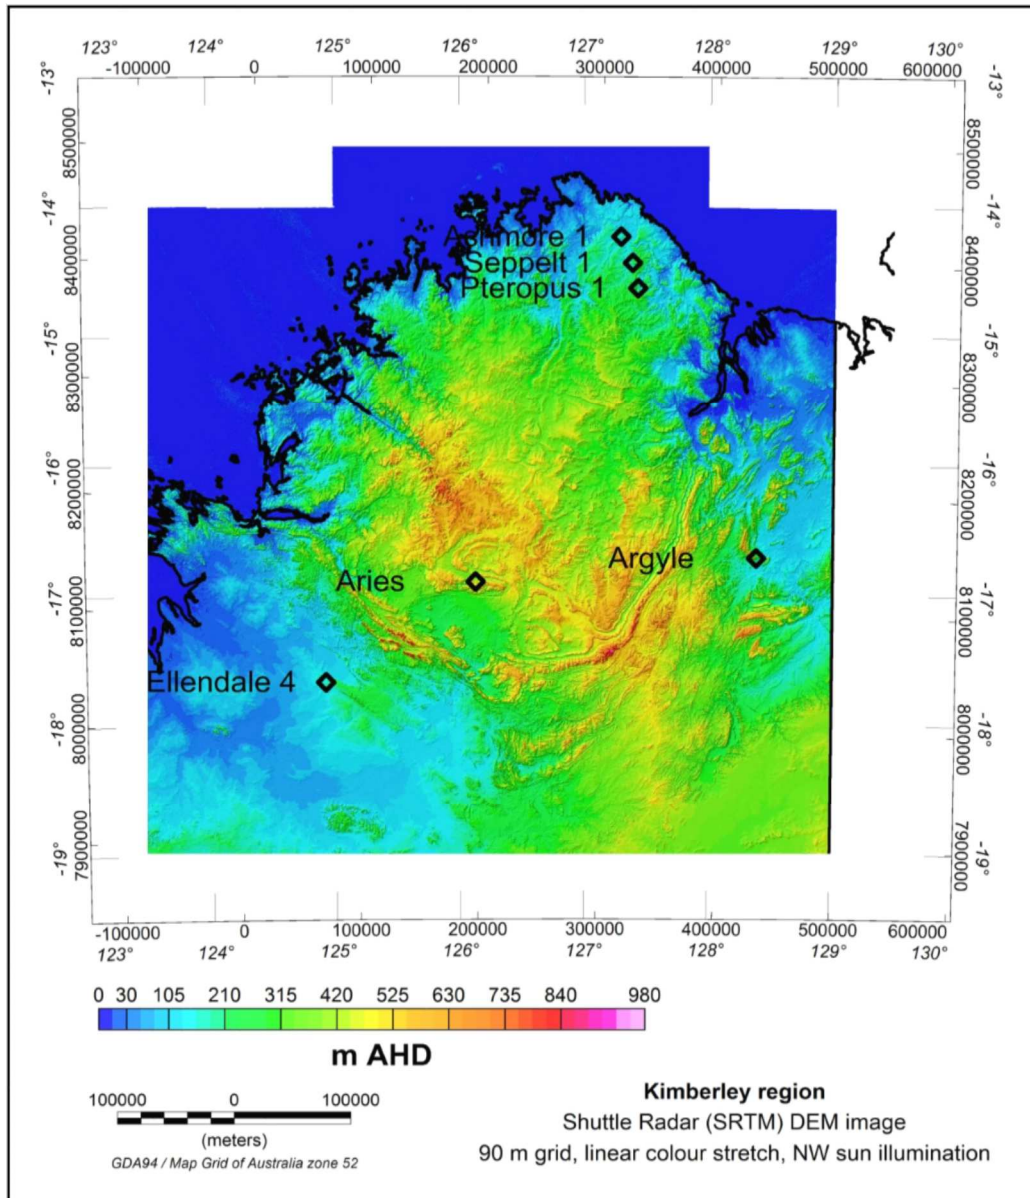 123° 124° 125° 126° 127° 128° 129° 130°
-100000 0 100000 200000 300000 400000 500000 600000
-13° -13°
8500000 8500000
-14° -14°
8400000 8400000
Ashmore 1
Seppelt 1
Pteropus 1
-15° -15°
8300000 8300000
-16° -16°
8200000 8200000
Argyle
Aries
-17° -17°
8100000 8100000
Ellendale 4
-18° -18°
8000000 8000000
7900000 7900000
-19° -19°
-100000 0 100000 200000 300000 400000 500000 600000
123° 124° 125° 126° 127° 128° 129° 130°
0 30 105 210 315 420 525 630 735 840 980
m AHD
100000 0 100000
(meters)
GDA94 / Map Grid of Australia zone 52
Kimberley region
Shuttle Radar (SRTM) DEM image
90 m grid, linear colour stretch, NW sun illumination